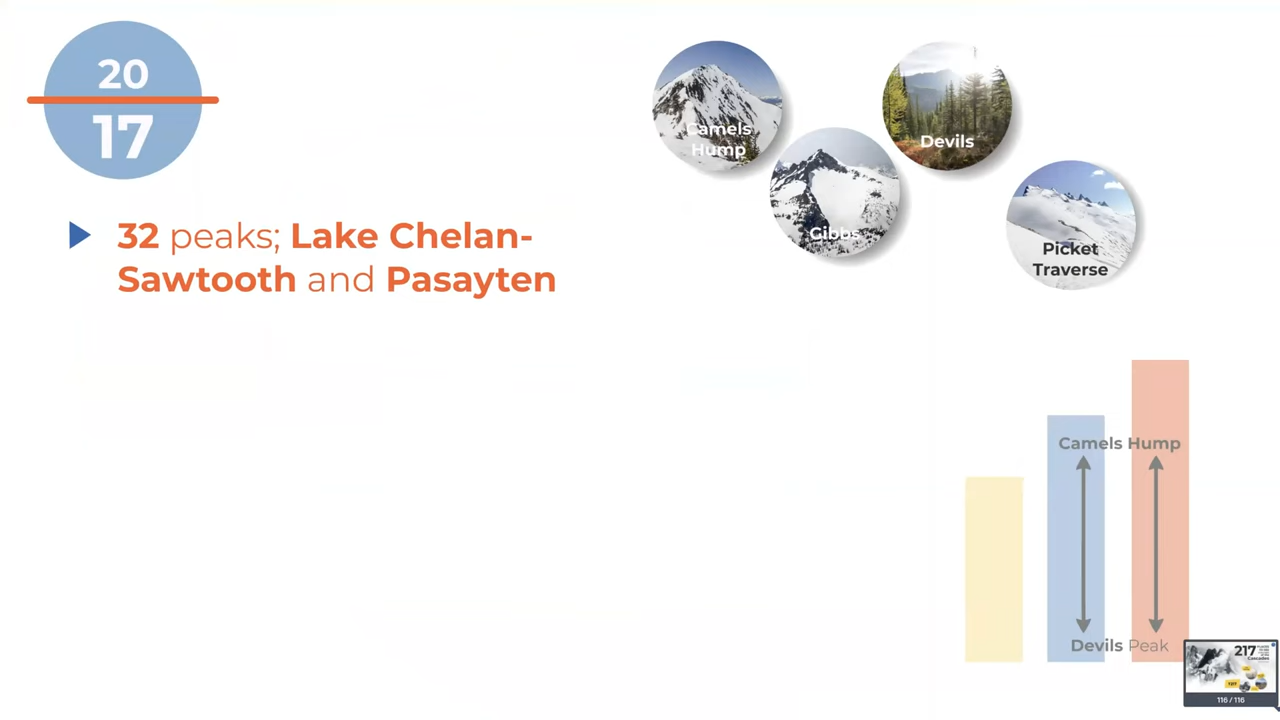 20
17
32 peaks; Lake Chelan-
Sawtooth and Pasayten
Camels
Hump
Gibbs
Devils
Picket
Traverse
Camels Hump
Devils Peak
217
Cascades
116 / 116